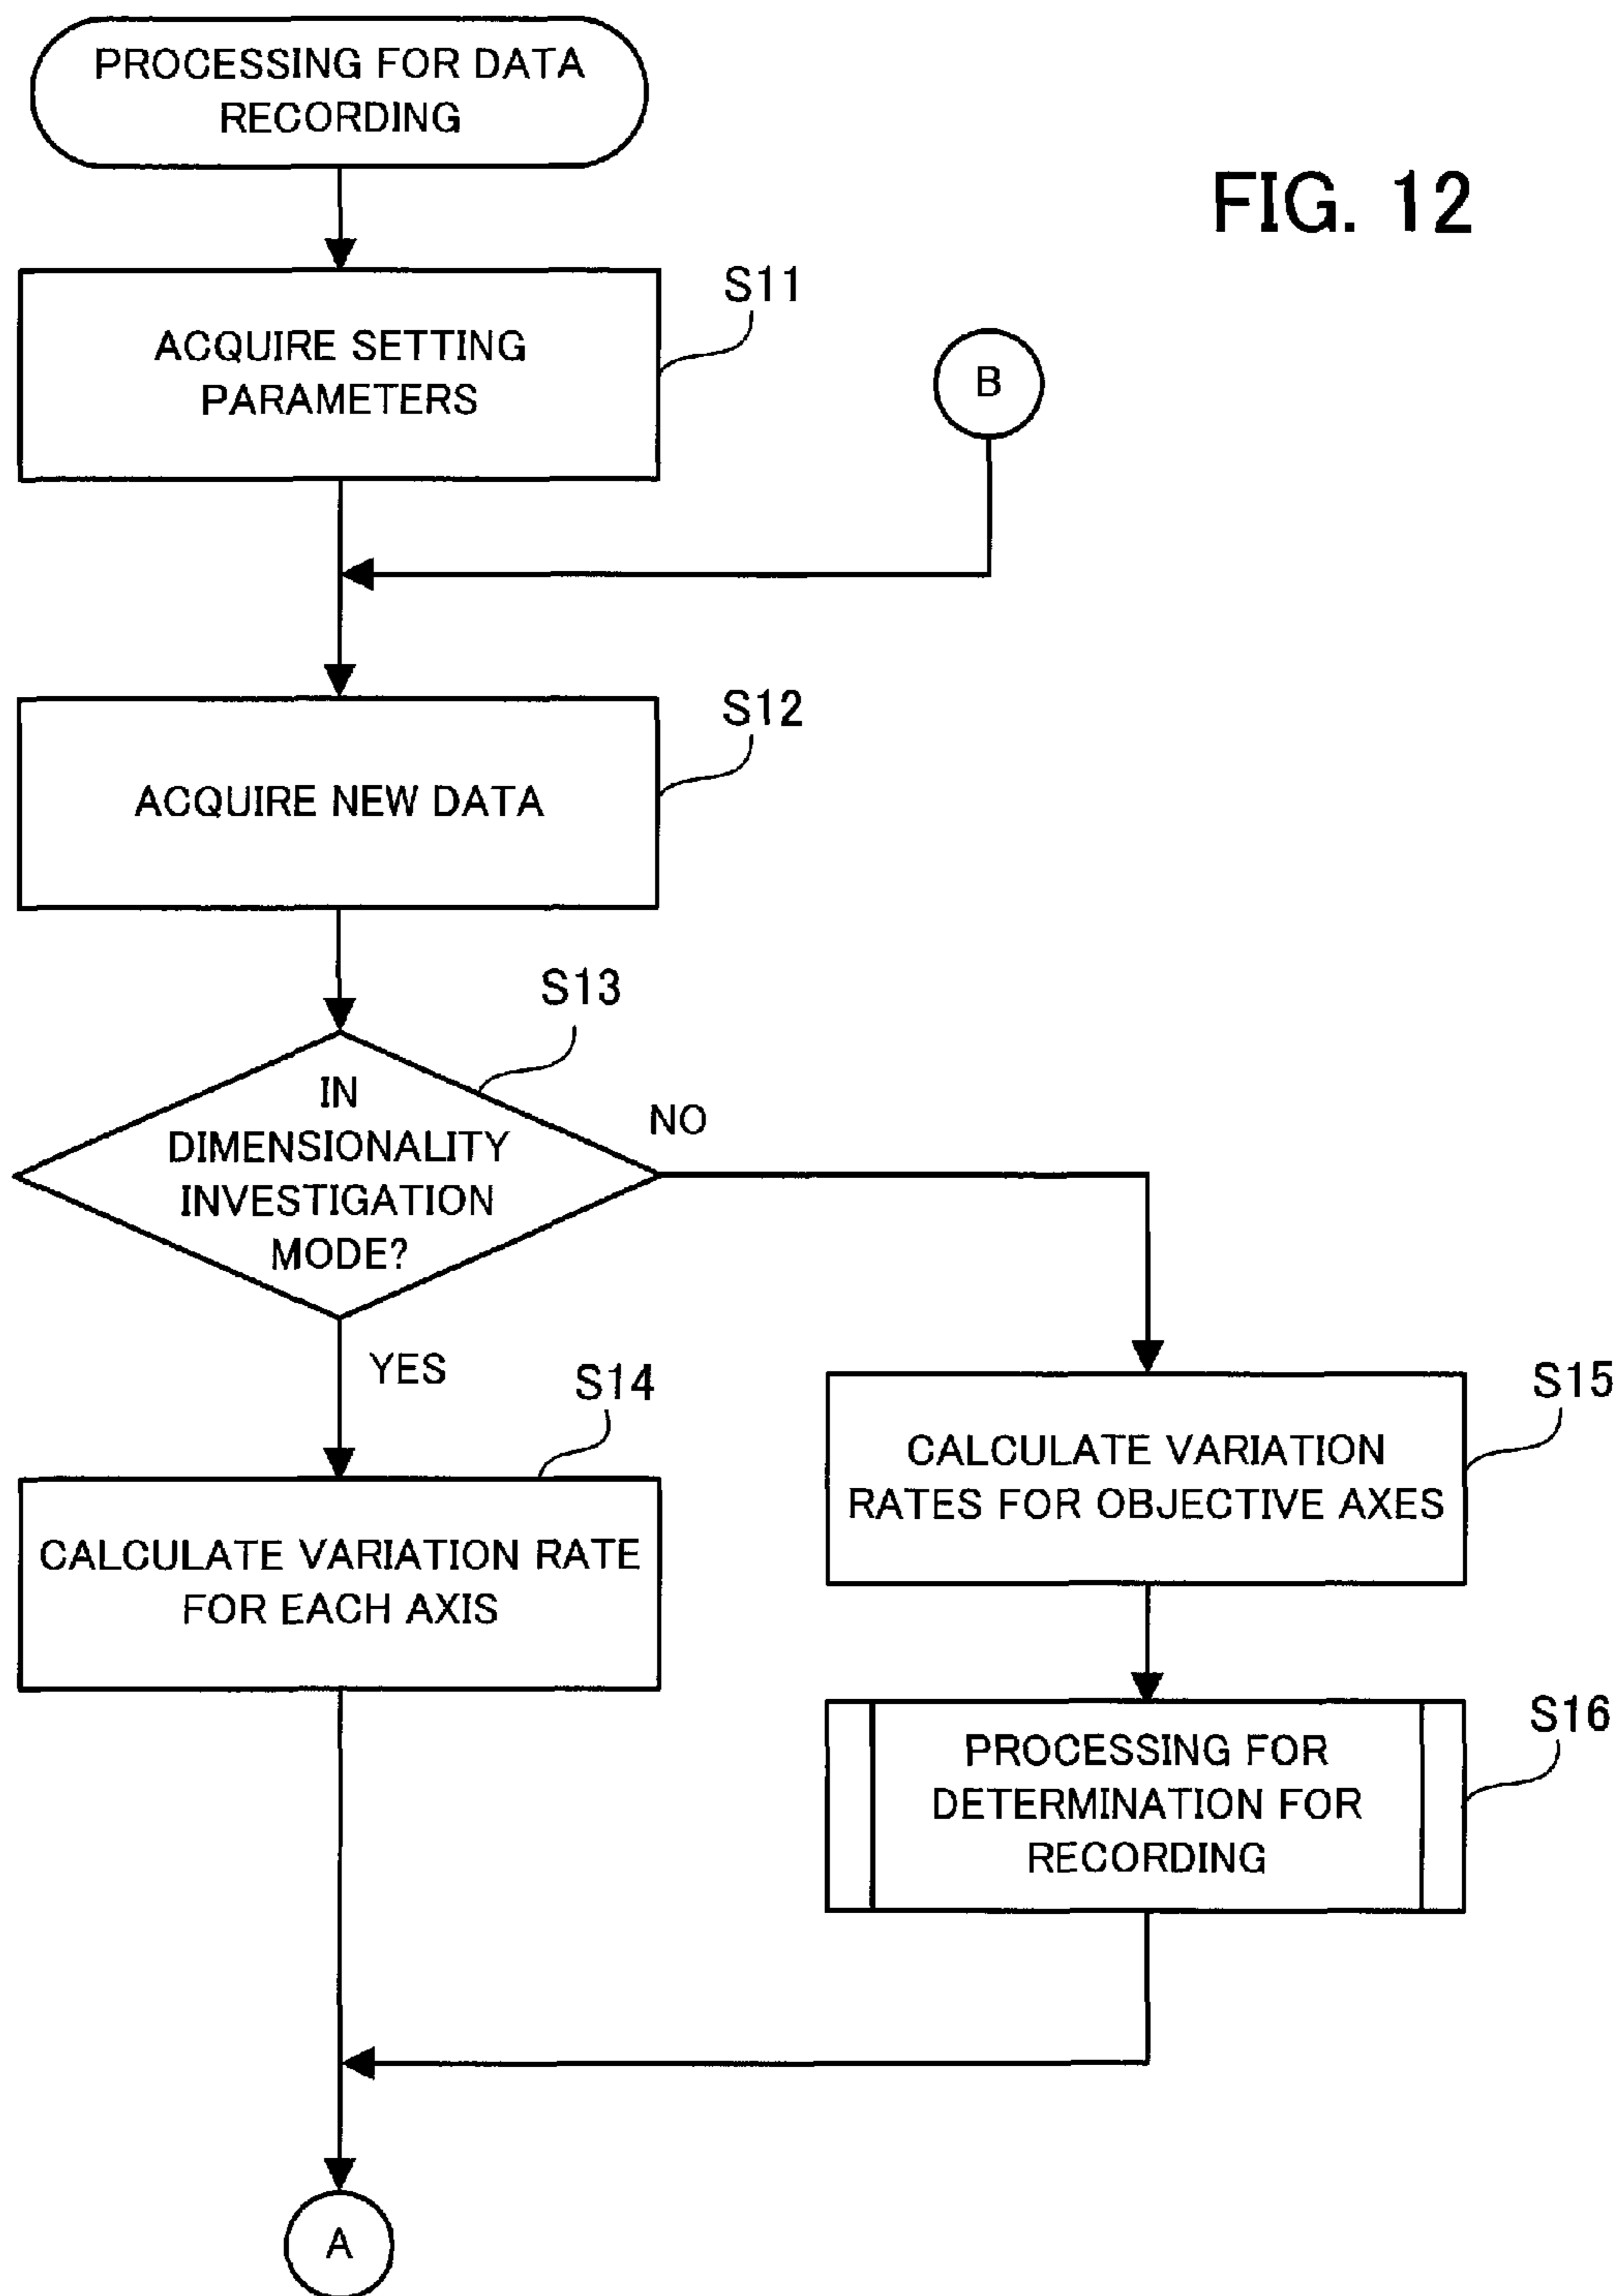 PROCESSING FOR DATA
RECORDING
FIG. 12
S11
ACQUIRE SETTING
PARAMETERS
B
S12
ACQUIRE NEW DATA
S13
IN
DIMENSIONALITY
INVESTIGATION
MODE?
NO
YES
S14
CALCULATE VARIATION RATE
FOR EACH AXIS
S15
CALCULATE VARIATION
RATES FOR OBJECTIVE AXES
S16
PROCESSING FOR
DETERMINATION FOR
RECORDING
A